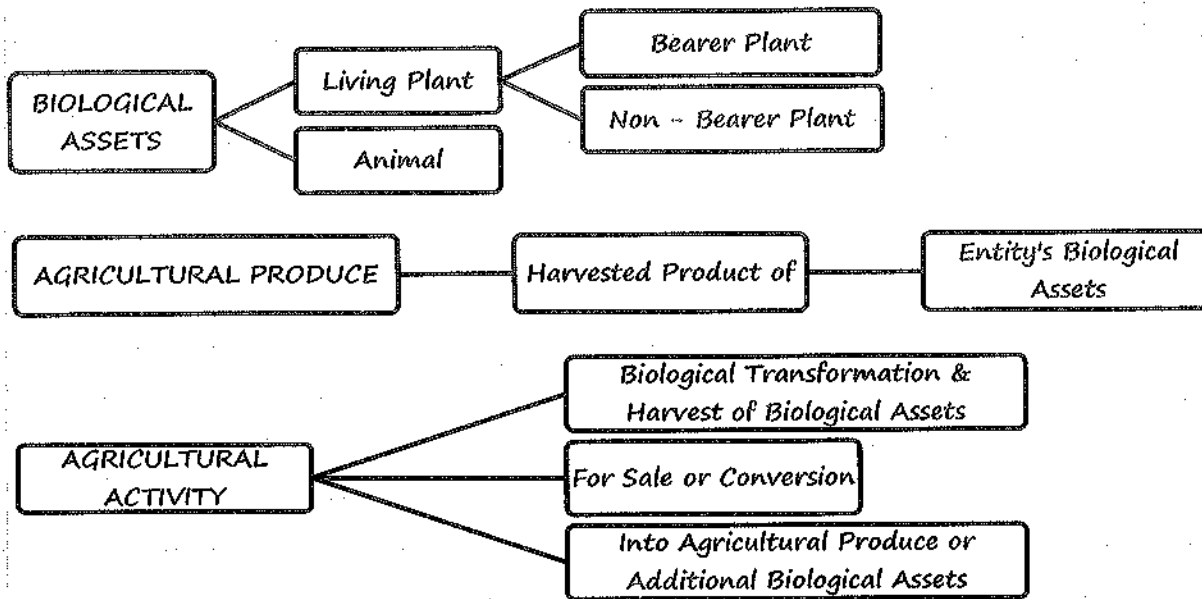 BIOLOGICAL
ASSETS
Living Plant
Animal
Bearer Plant
Non - Bearer Plant
AGRICULTURAL PRODUCE
Harvested Product of
Entity's Biological
Assets
AGRICULTURAL
ACTIVITY
Biological Transformation &
Harvest of Biological Assets
For Sale or Conversion
Into Agricultural Produce or
Additional Biological Assets